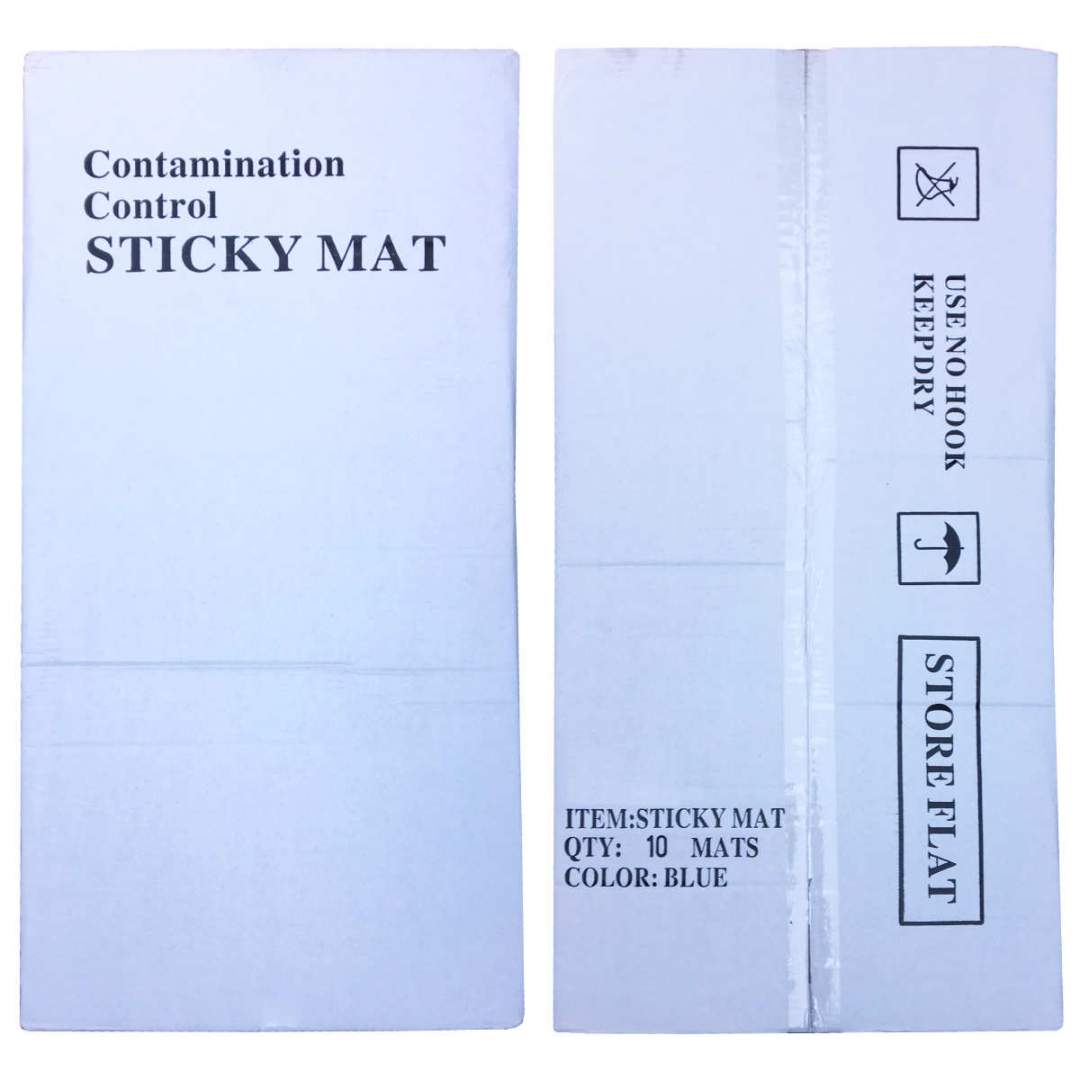 Contamination
Control
STICKY MAT
USE NO HOOK
KEEP DRY
STORE FLAT
ITEM:STICKY MAT
QTY: 10 MATS
COLOR: BLUE